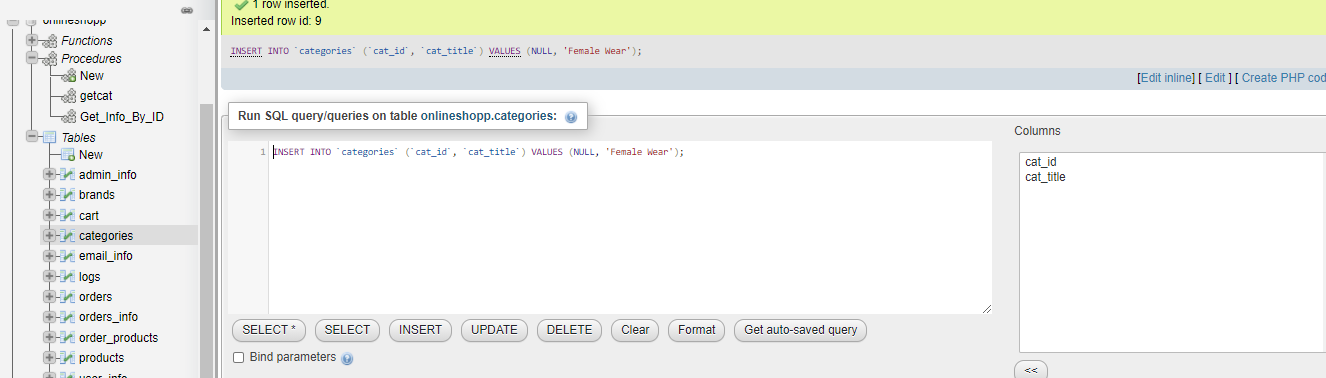 onlineshopp
Functions
Procedures
New
getcat
Get_Info_By_ID
Tables
New
admin_info
brands
cart
categories
email_info
logs
orders
orders_info
order_products
products
user_info
1 row inserted.
Inserted row id: 9
INSERT INTO `categories` (`cat_id`, `cat_title`) VALUES (NULL, 'Female Wear');
[Edit inline] [ Edit ] [ Create PHP cod
Run SQL query/queries on table onlineshopp.categories:
1 INSERT INTO `categories` (`cat_id`, `cat_title`) VALUES (NULL, 'Female Wear');
Columns
cat_id
cat_title
SELECT * SELECT INSERT UPDATE DELETE Clear Format Get auto-saved query
Bind parameters
<<